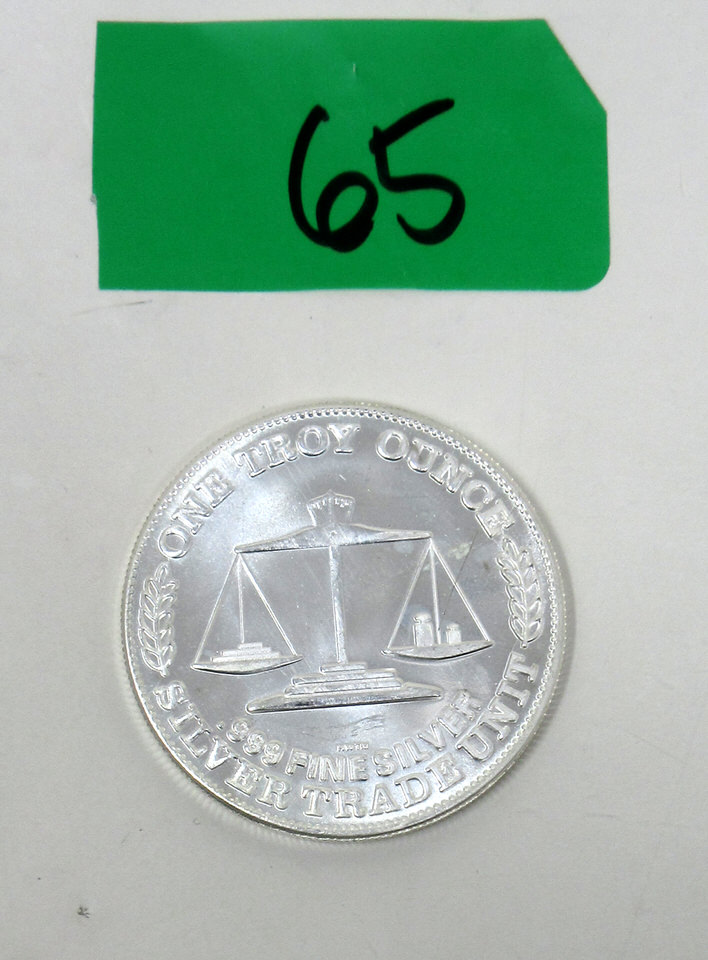 65
ONE TROY OUNCE
.999 FINE SILVER
SILVER TRADE UNIT